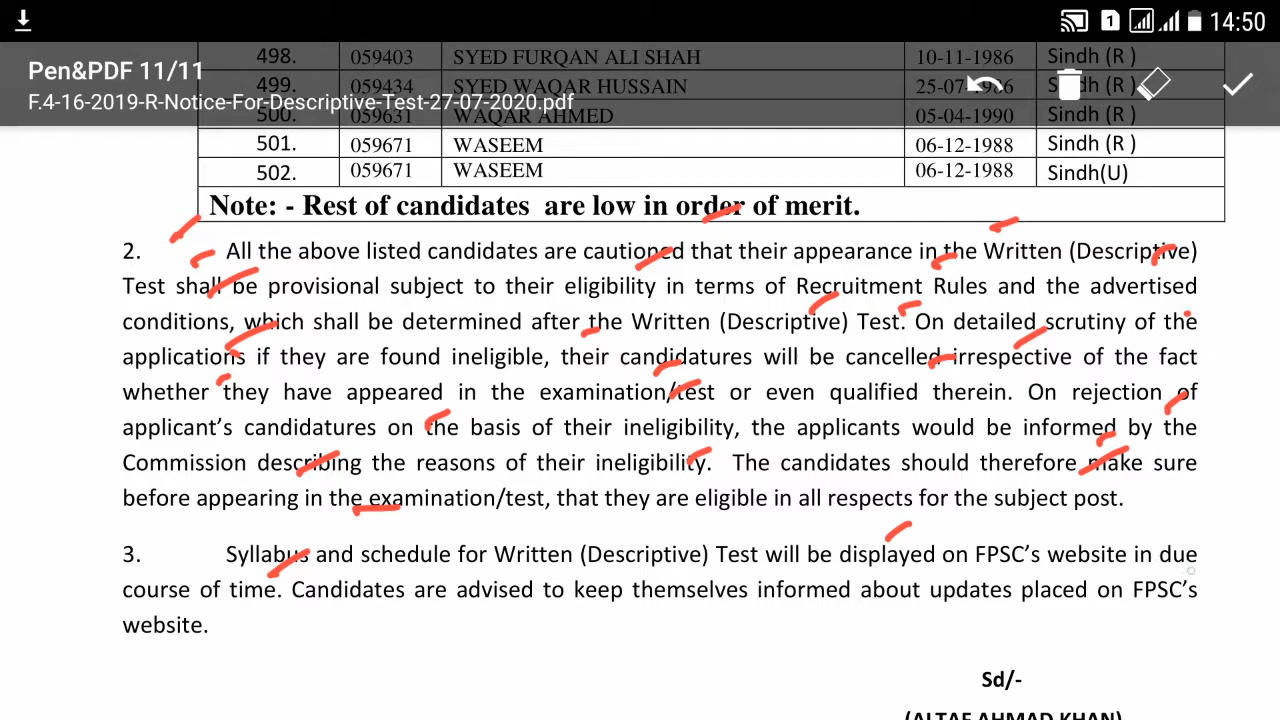 1 14:50
498. 059403 SYED FURQAN ALI SHAH 10-11-1986 Sindh (R )
Pen&PDF 11/11
499. 059434 SYED WAQAR HUSSAIN 25-07-1986 Sindh (R )
F.4-16-2019-R-Notice-For-Descriptive-Test-27-07-2020.pdf
500. 059631 WAQAR AHMED 05-04-1990 Sindh (R )
501. 059671 WASEEM 06-12-1988 Sindh (R )
502. 059671 WASEEM 06-12-1988 Sindh(U)
Note: - Rest of candidates are low in order of merit.
2. All the above listed candidates are cautioned that their appearance in the Written (Descriptive)
Test shall be provisional subject to their eligibility in terms of Recruitment Rules and the advertised
conditions, which shall be determined after the Written (Descriptive) Test. On detailed scrutiny of the
applications if they are found ineligible, their candidatures will be cancelled irrespective of the fact
whether they have appeared in the examination/test or even qualified therein. On rejection of
applicant’s candidatures on the basis of their ineligibility, the applicants would be informed by the
Commission describing the reasons of their ineligibility. The candidates should therefore make sure
before appearing in the examination/test, that they are eligible in all respects for the subject post.
3. Syllabus and schedule for Written (Descriptive) Test will be displayed on FPSC’s website in due
course of time. Candidates are advised to keep themselves informed about updates placed on FPSC’s
website.
Sd/-
(ALTAF AHMAD KHAN)